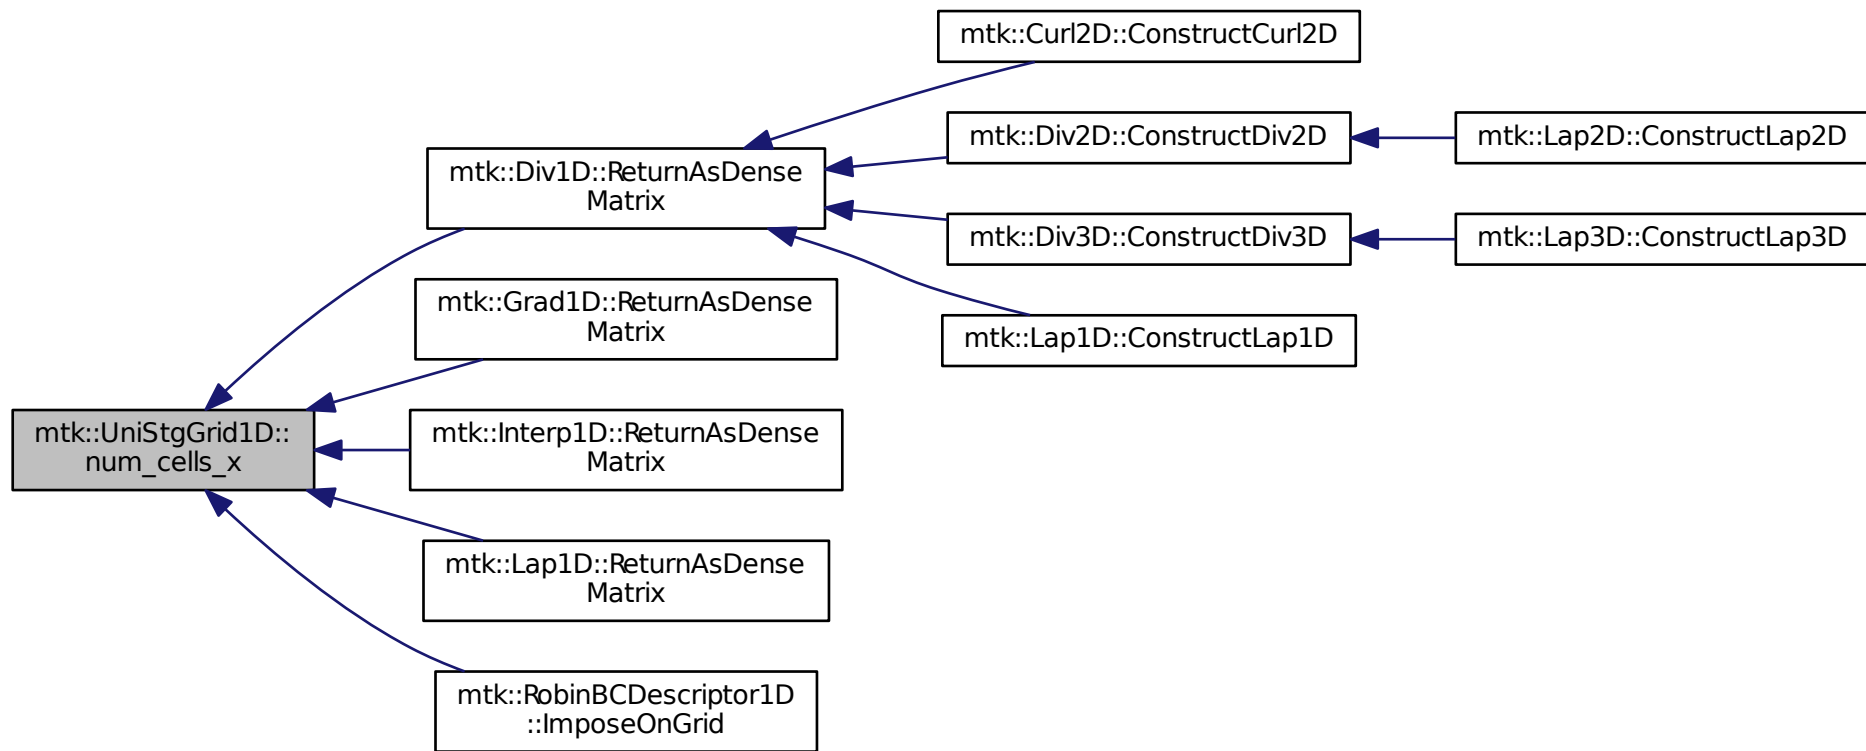 mtk::Curl2D::ConstructCurl2D
mtk::Div2D::ConstructDiv2D
mtk::Lap2D::ConstructLap2D
mtk::Div1D::ReturnAsDense
Matrix
mtk::Div3D::ConstructDiv3D
mtk::Lap3D::ConstructLap3D
mtk::Grad1D::ReturnAsDense
Matrix
mtk::Lap1D::ConstructLap1D
mtk::UniStgGrid1D::
num_cells_x
mtk::Interp1D::ReturnAsDense
Matrix
mtk::Lap1D::ReturnAsDense
Matrix
mtk::RobinBCDescriptor1D
::ImposeOnGrid